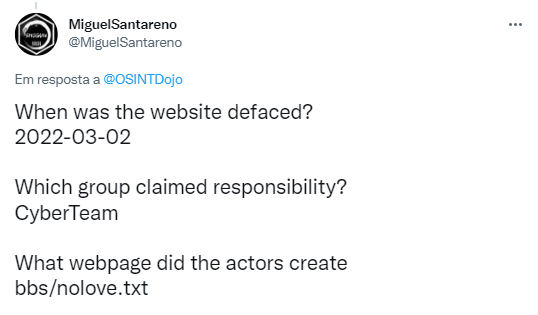 MiguelSantareno
@MiguelSantareno
Em resposta a @OSINTDojo
When was the website defaced?
2022-03-02
Which group claimed responsibility?
CyberTeam
What webpage did the actors create
bbs/nolove.txt